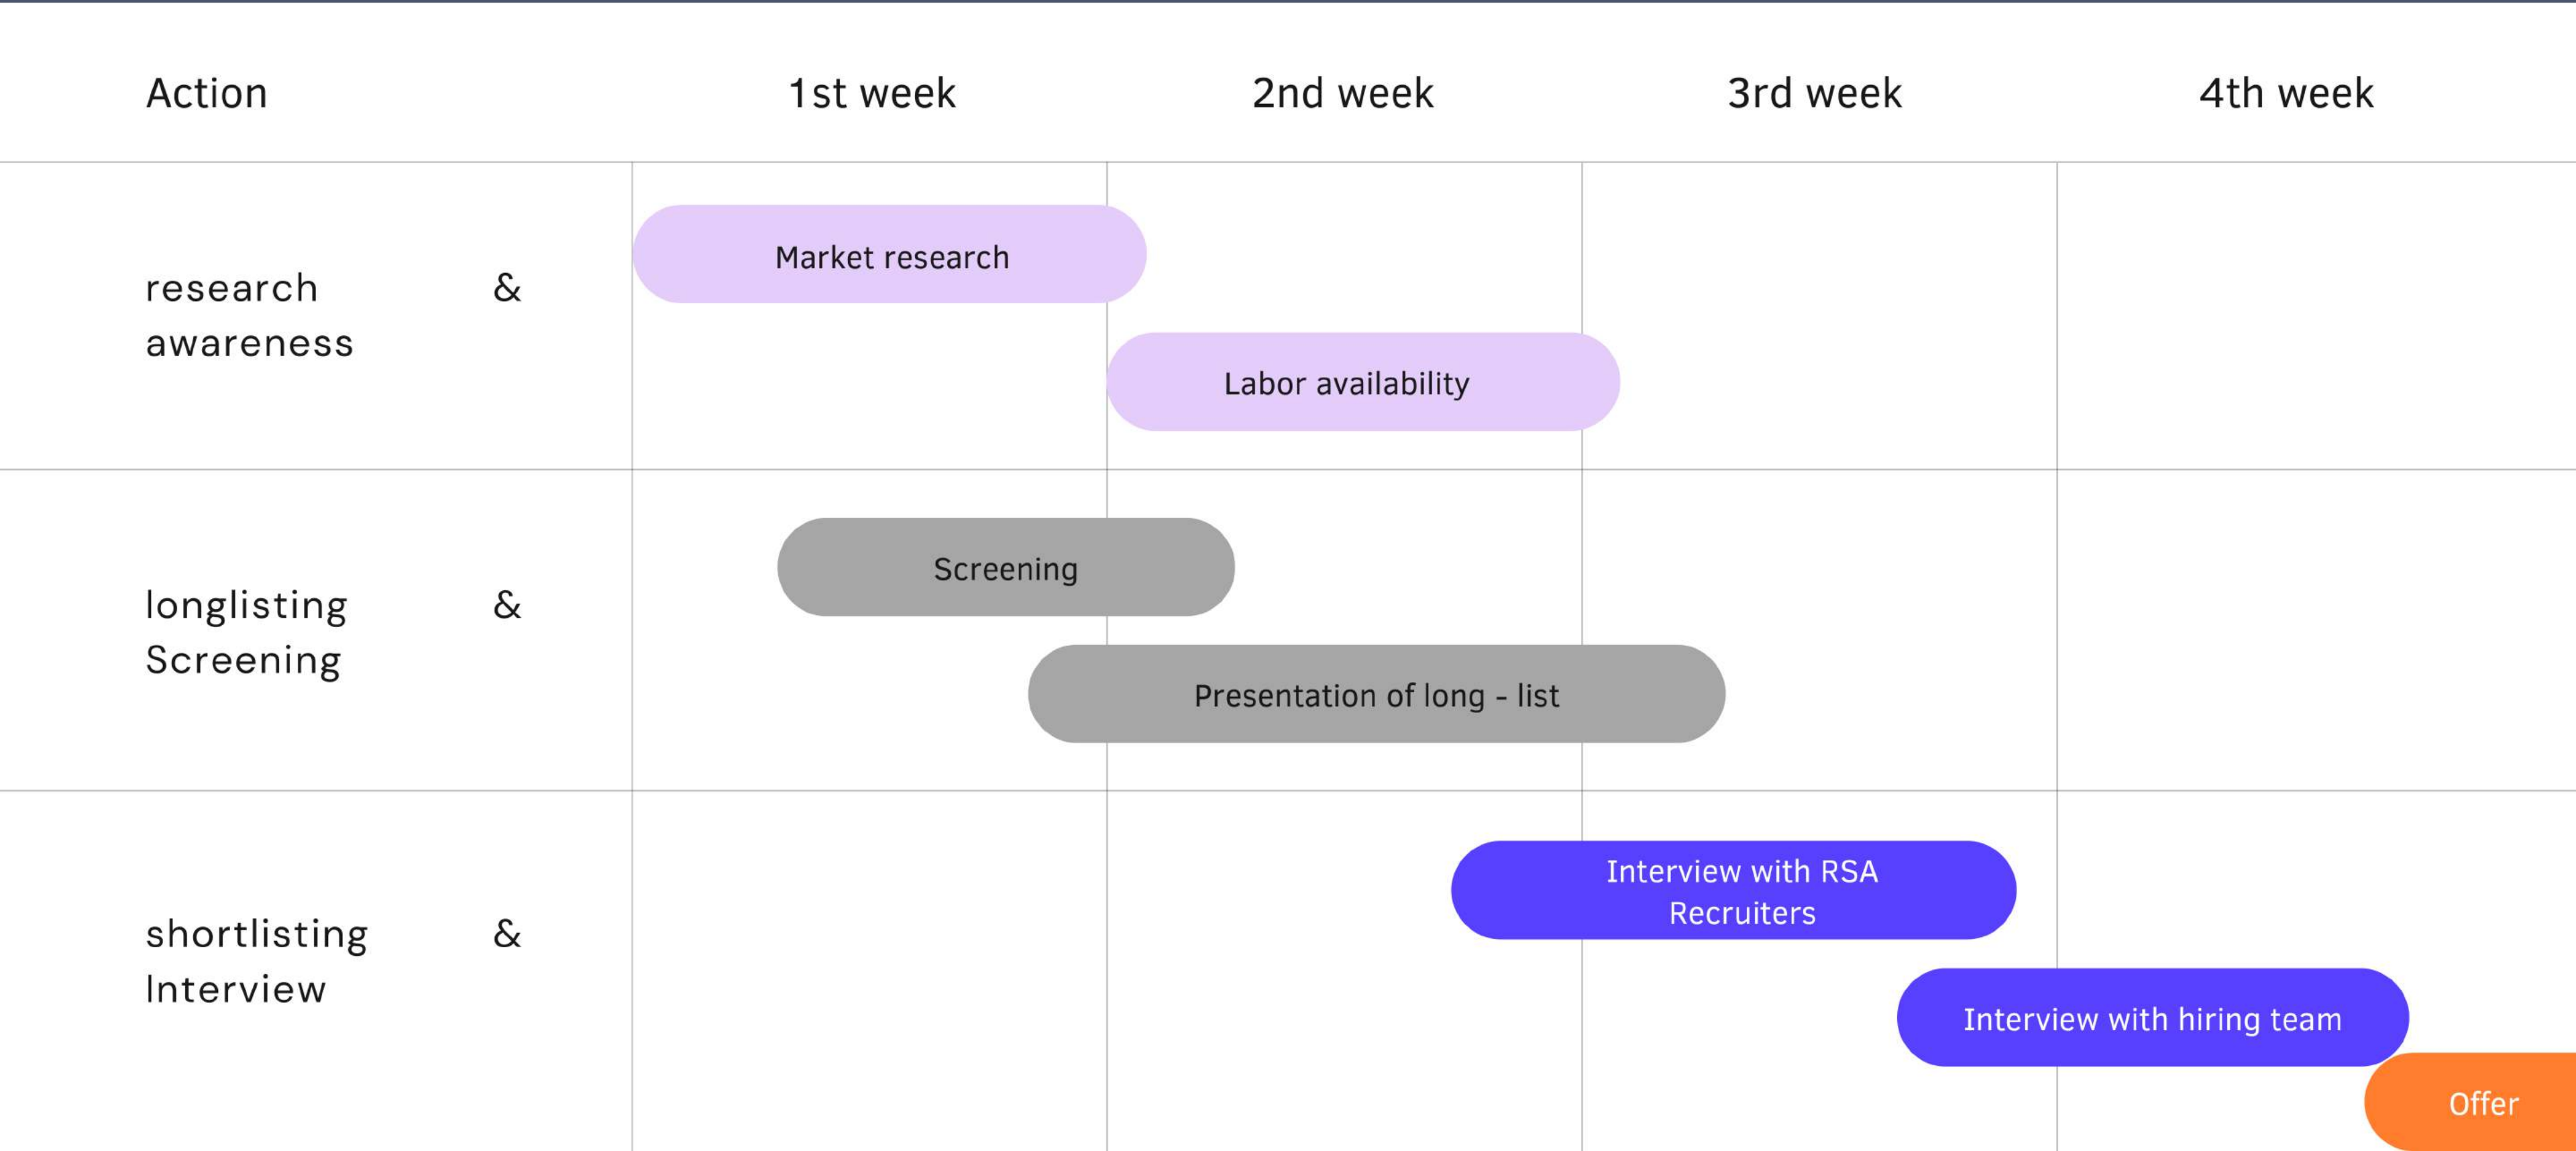 Action 1st week 2nd week 3rd week 4th week
Market research
research &
awareness
Labor availability
Screening
longlisting &
Screening
Presentation of long - list
Interview with RSA
Recruiters
shortlisting &
Interview
Interview with hiring team
Offer